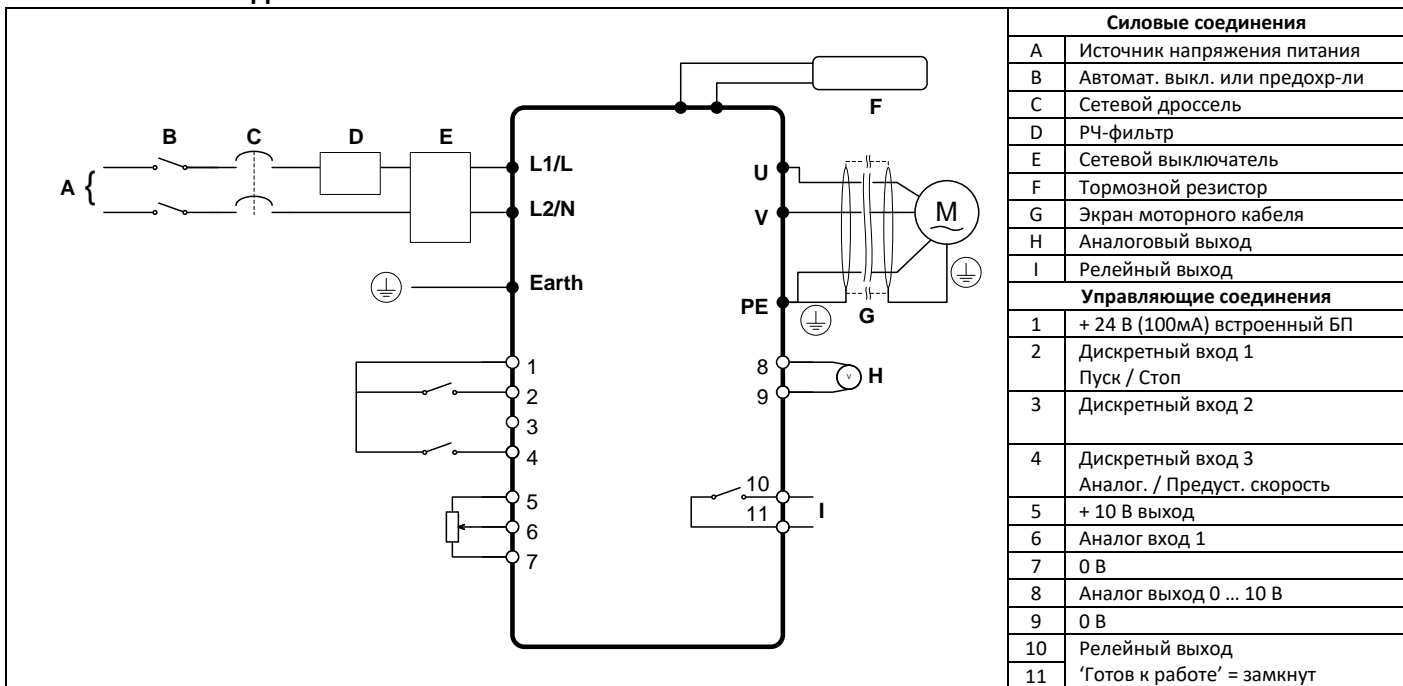 F
B
C
D
E
A {
L1/L
L2/N
Earth
U
V
PE
M
G
1
2
3
4
5
6
7
8
9
V
H
10
11
I
Силовые соединения
A Источник напряжения питания
B Автомат. выкл. или предохр-ли
C Сетевой дроссель
D РЧ-фильтр
E Сетевой выключатель
F Тормозной резистор
G Экран моторного кабеля
H Аналоговый выход
I Релейный выход
Управляющие соединения
1 + 24 В (100мА) встроенный БП
2 Дискретный вход 1
Пуск / Стоп
3 Дискретный вход 2
4 Дискретный вход 3
Аналог. / Предуст. скорость
5 + 10 В выход
6 Аналог вход 1
7 0 В
8 Аналог выход 0 ... 10 В
9 0 В
10 Релейный выход
11 ‘Готов к работе’ = замкнут